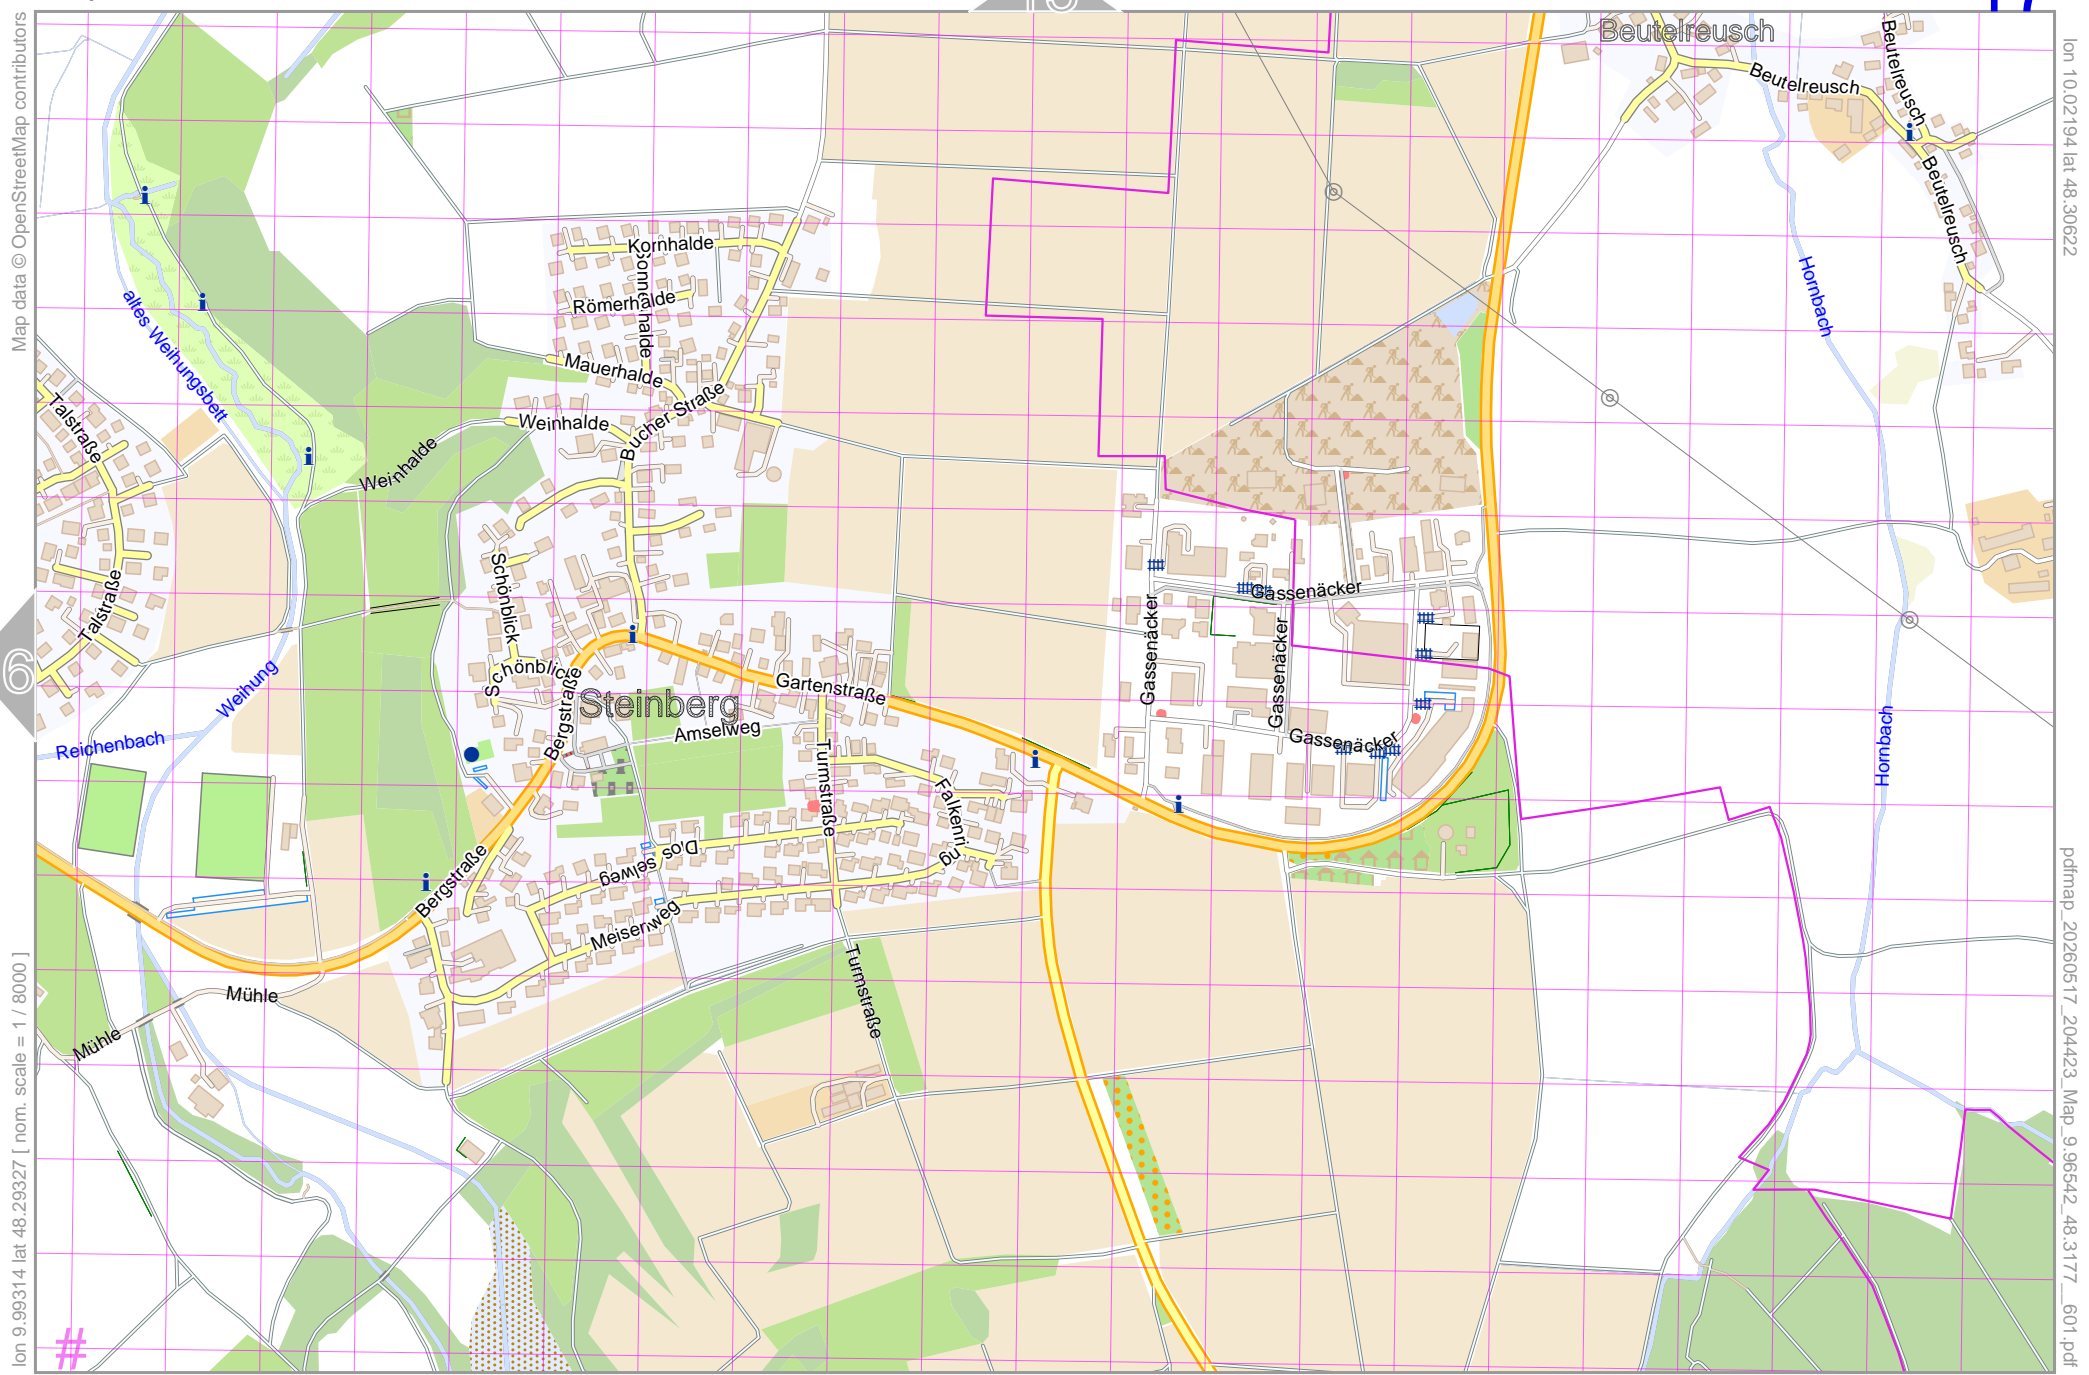 Map data © OpenStreetMap contributors
lon 10.02194 lat 48.30622
Beutelreusch
Beutelreusch
Beutelreusch
Beutelreusch
Hornbach
Kornhalde
Römerhalde
Mauerhalde
Bucher Straße
Weinhalde
Weinhalde
altes Weihungsbett
Talstraße
Talstraße
Schönblick
Schönblick
Gassenäcker
Gassenäcker
Gassenäcker
Gassenäcker
6
Weihung
Reichenbach
Bergstraße
Steinberg
Gartenstraße
Amselweg
Turmstraße
Falkenring
Hornbach
Drosselweg
Bergstraße
Meisenweg
Turmstraße
Mühle
Mühle
#
lon 9.99314 lat 48.29327 [ nom. scale = 1 / 8000 ]
pdfmap_20260517_204423_Map_9.96542_48.3177__601.pdf